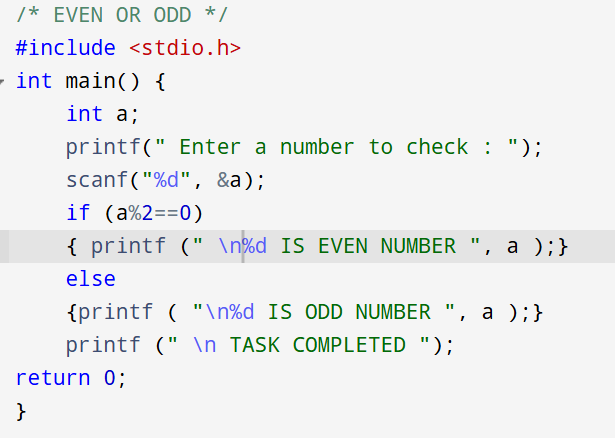 /* EVEN OR ODD */
#include <stdio.h>
int main() {
    int a;
    printf(" Enter a number to check : ");
    scanf("%d", &a);
    if (a%2==0)
    { printf (" \n%d IS EVEN NUMBER ", a );}
    else
    {printf ( "\n%d IS ODD NUMBER ", a );}
    printf (" \n TASK COMPLETED ");
return 0;
}